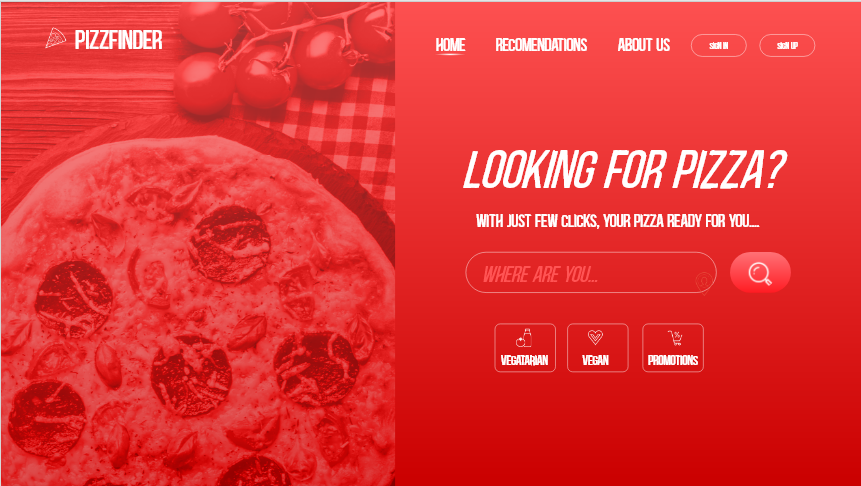 PIZZFINDER
HOME RECOMENDATIONS ABOUT US SIGN IN SIGN UP
LOOKING FOR PIZZA?
WITH JUST FEW CLICKS, YOUR PIZZA READY FOR YOU....
WHERE ARE YOU...
VEGATARIAN VEGAN PROMOTIONS